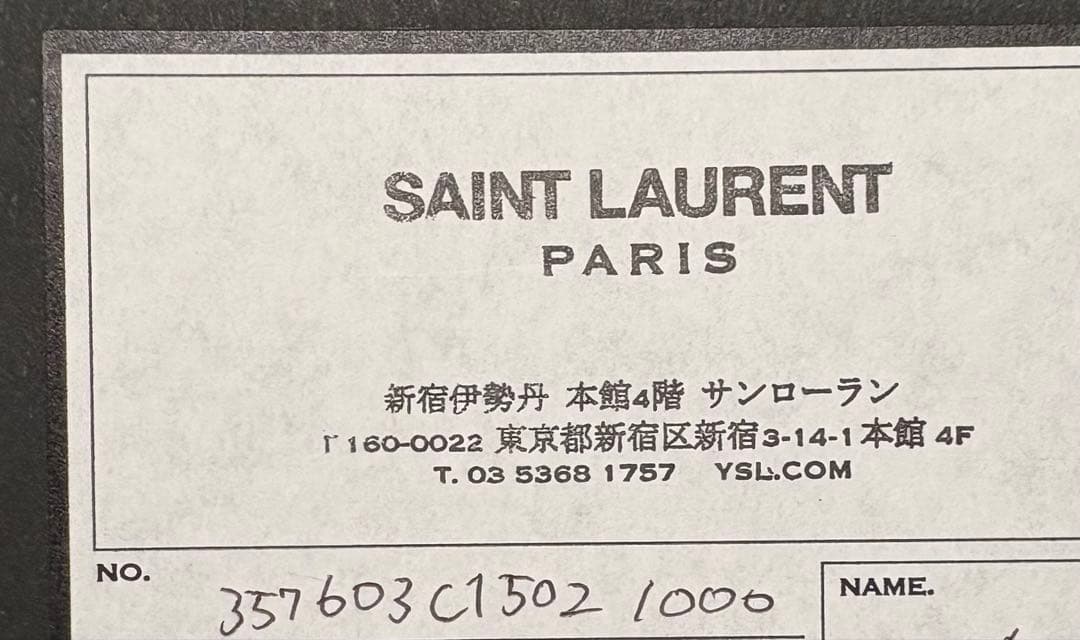 SAINT LAURENT
PARIS
新宿伊勢丹 本館4階 サンローラン
〒160-0022 東京都新宿区新宿3-14-1本館 4F
T. 03 5368 1757 YSL.COM
NO. 357603C1502 1000
NAME.